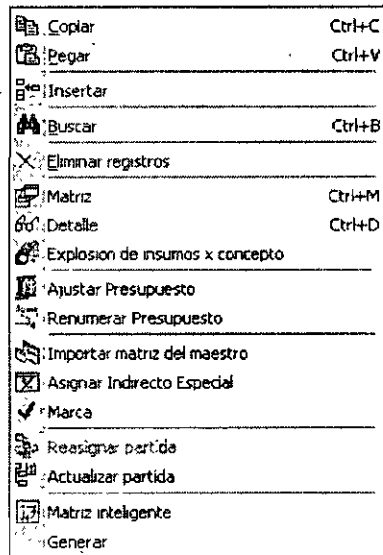 Copiar Ctrl+C
Pegar Ctrl+V
Insertar
Buscar Ctrl+B
Eliminar registros
Matriz Ctrl+M
Detalle Ctrl+D
Explosion de insumos x concepto
Ajustar Presupuesto
Renumerar Presupuesto
Importar matriz del maestro
Asignar Indirecto Especial
Marca
Reasignar partida
Actualizar partida
Matriz inteligente
Generar